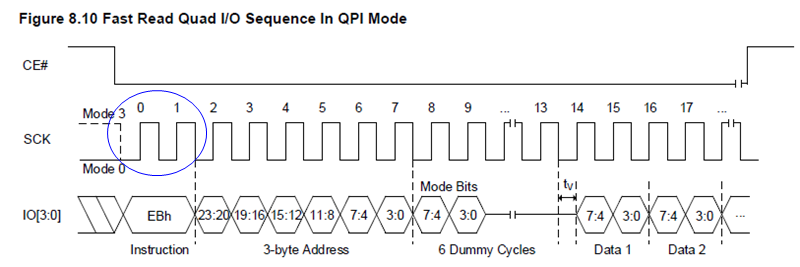 Figure 8.10 Fast Read Quad I/O Sequence In QPI Mode
CE#
Mode 3 0 1 2 3 4 5 6 7 8 9 ... 13 14 15 16 17 ...
SCK
Mode 0
Mode Bits tV
IO[3:0] EBh 23:20 19:16 15:12 11:8 7:4 3:0 7:4 3:0 7:4 3:0 7:4 3:0 ...
Instruction 3-byte Address 6 Dummy Cycles Data 1 Data 2